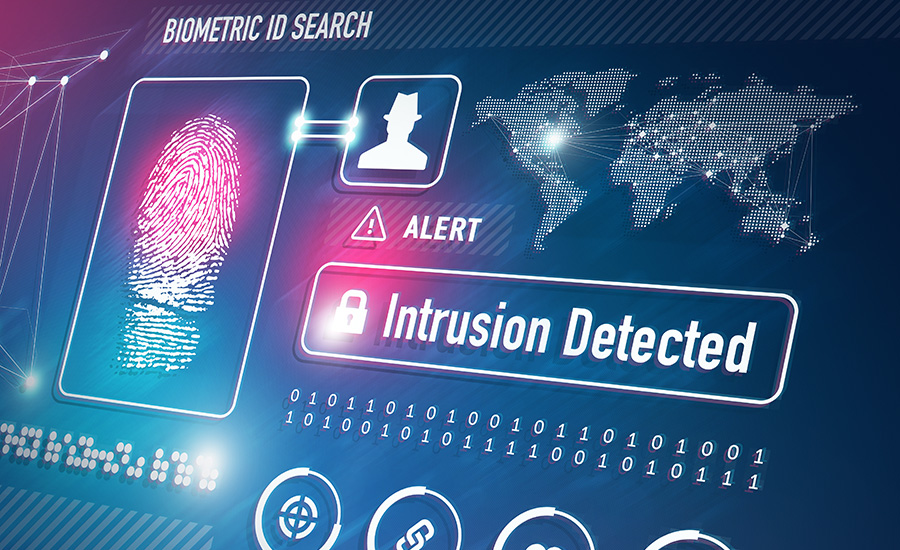 BIOMETRIC ID SEARCH
ALERT
Intrusion Detected
0 1 0 1 1 0 1 0 1 0 0 1 0 1 1 0 1 0 1 0 0 1
1 0 1 0 0 1 0 1 0 1 1 1 1 0 0 1 0 1 0 1 1 1